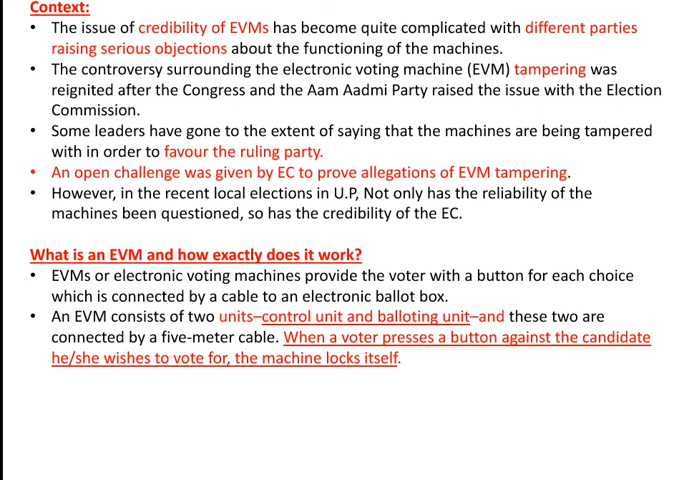 Context:
• The issue of credibility of EVMs has become quite complicated with different parties
raising serious objections about the functioning of the machines.
• The controversy surrounding the electronic voting machine (EVM) tampering was
reignited after the Congress and the Aam Aadmi Party raised the issue with the Election
Commission.
• Some leaders have gone to the extent of saying that the machines are being tampered
with in order to favour the ruling party.
• An open challenge was given by EC to prove allegations of EVM tampering.
• However, in the recent local elections in U.P, Not only has the reliability of the
machines been questioned, so has the credibility of the EC.
What is an EVM and how exactly does it work?
• EVMs or electronic voting machines provide the voter with a button for each choice
which is connected by a cable to an electronic ballot box.
• An EVM consists of two units–control unit and balloting unit–and these two are
connected by a five-meter cable. When a voter presses a button against the candidate
he/she wishes to vote for, the machine locks itself.